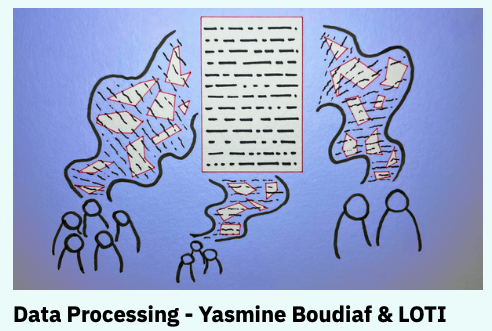 Data Processing - Yasmine Boudiaf & LOTI